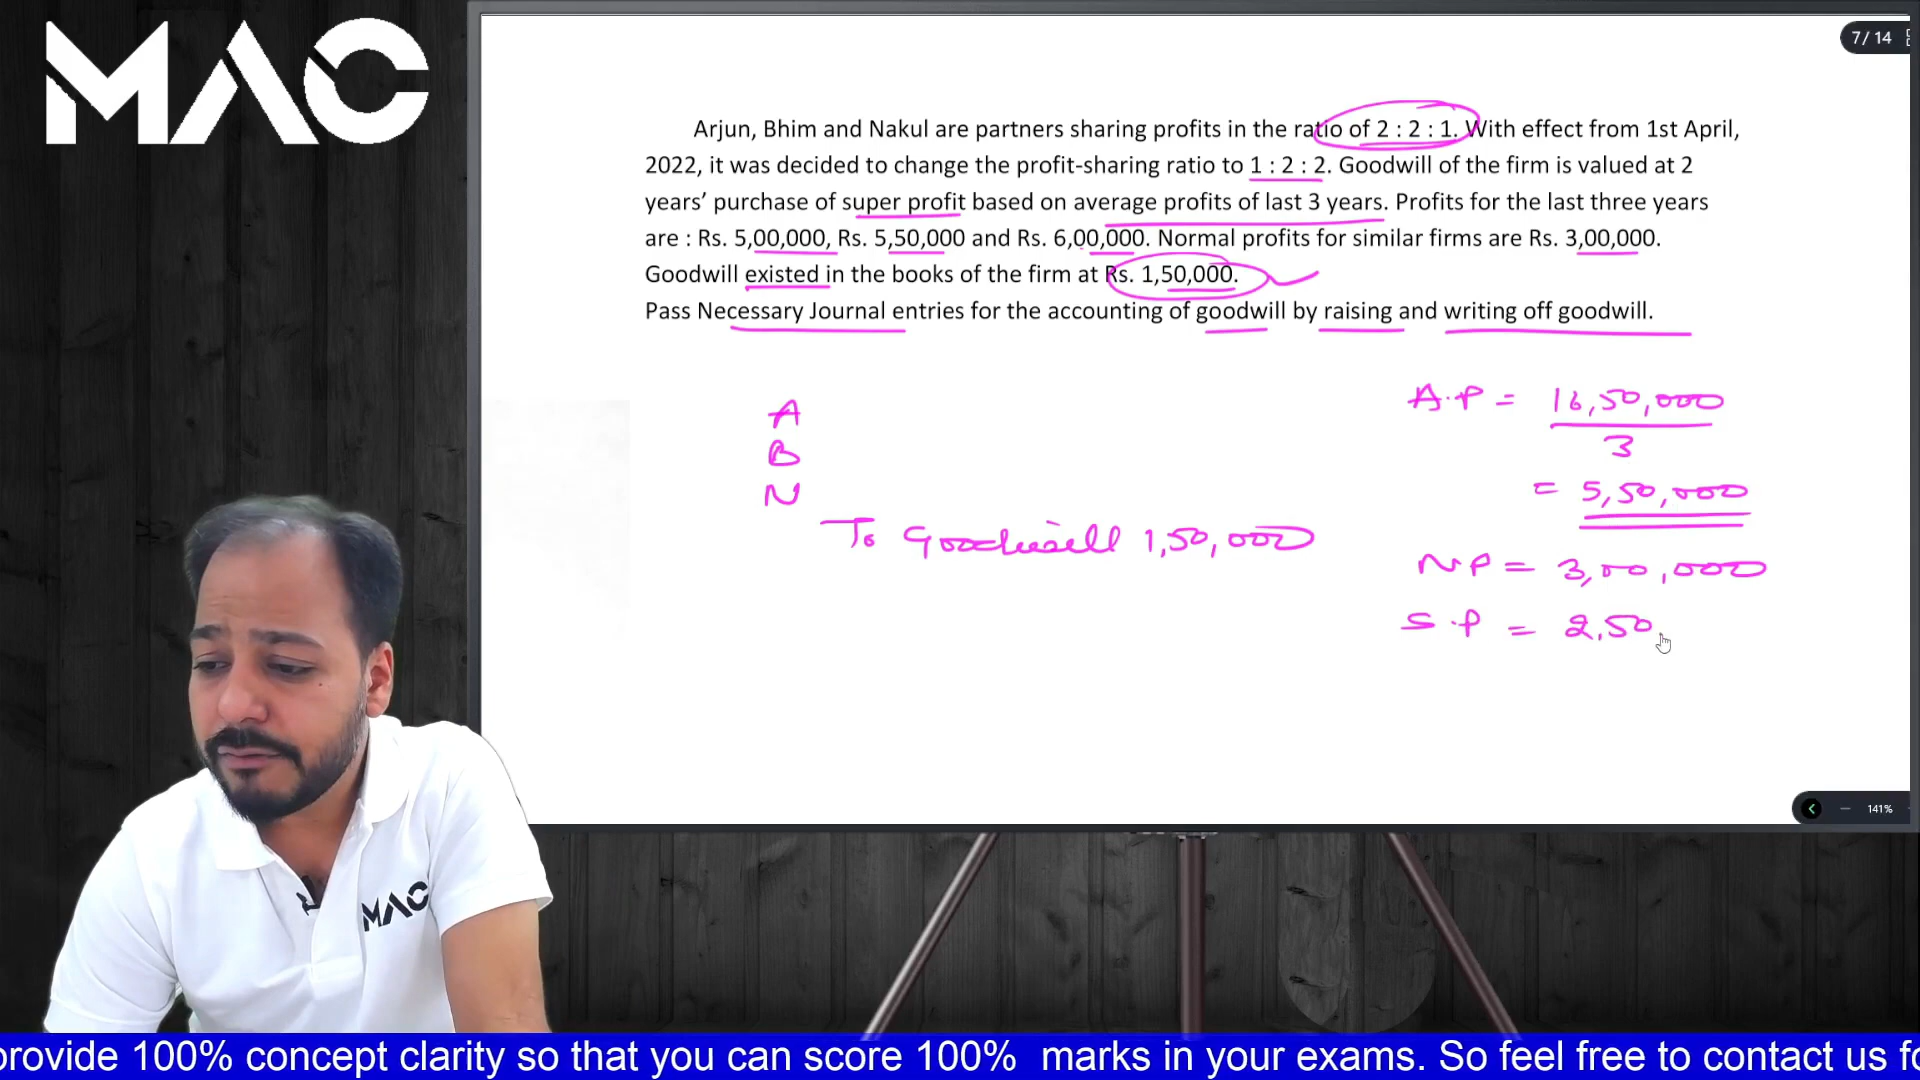 MAC
7/ 14
Arjun, Bhim and Nakul are partners sharing profits in the ratio of 2 : 2 : 1. With effect from 1st April,
2022, it was decided to change the profit-sharing ratio to 1 : 2 : 2. Goodwill of the firm is valued at 2
years’ purchase of super profit based on average profits of last 3 years. Profits for the last three years
are : Rs. 5,00,000, Rs. 5,50,000 and Rs. 6,00,000. Normal profits for similar firms are Rs. 3,00,000.
Goodwill existed in the books of the firm at Rs. 1,50,000.
Pass Necessary Journal entries for the accounting of goodwill by raising and writing off goodwill.
A
B
N
To Goodwill 1,50,000
A.P = 16,50,000
3
= 5,50,000
N P = 3,00,000
S.P = 2,50
141%
MAC
provide 100% concept clarity so that you can score 100% marks in your exams. So feel free to contact us fo